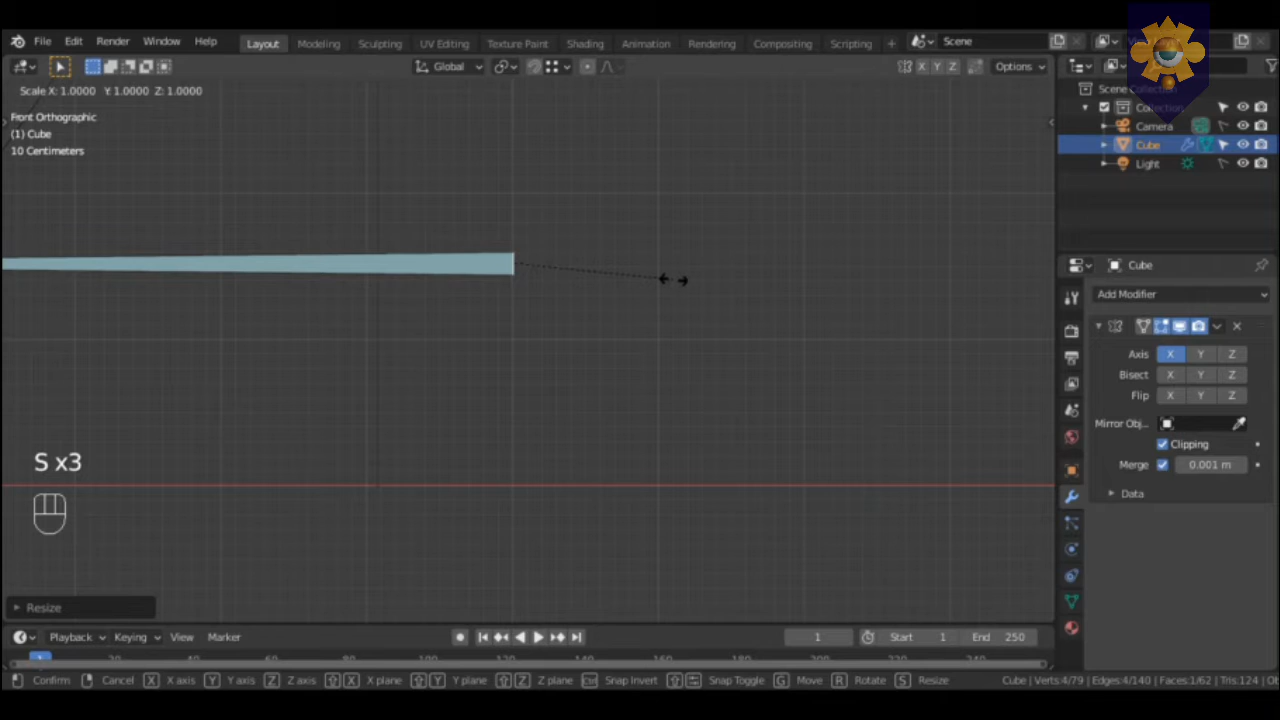 File Edit Render Window Help Layout Modeling Sculpting UV Editing Texture Paint Shading Animation Rendering Compositing Scripting + Scene
Global X Y Z Options
Scale X: 1.0000 Y: 1.0000 Z: 1.0000
Front Orthographic
(1) Cube
10 Centimeters
Scene Collection
Collection
Camera
Cube
Light
Cube
Add Modifier
Axis X Y Z
Bisect X Y Z
Flip X Y Z
Mirror Obj...
Clipping
Merge 0.001 m
Data
S x3
Resize
Playback Keying View Marker 1 Start 1 End 250
1
Confirm Cancel X X axis Y Y axis Z Z axis X X plane Y Y plane Z Z plane Ctrl Snap Invert Snap Toggle G Move R Rotate S Resize Cube | Verts:4/79 | Edges:4/140 | Faces:1/62 | Tris:124 | Ob